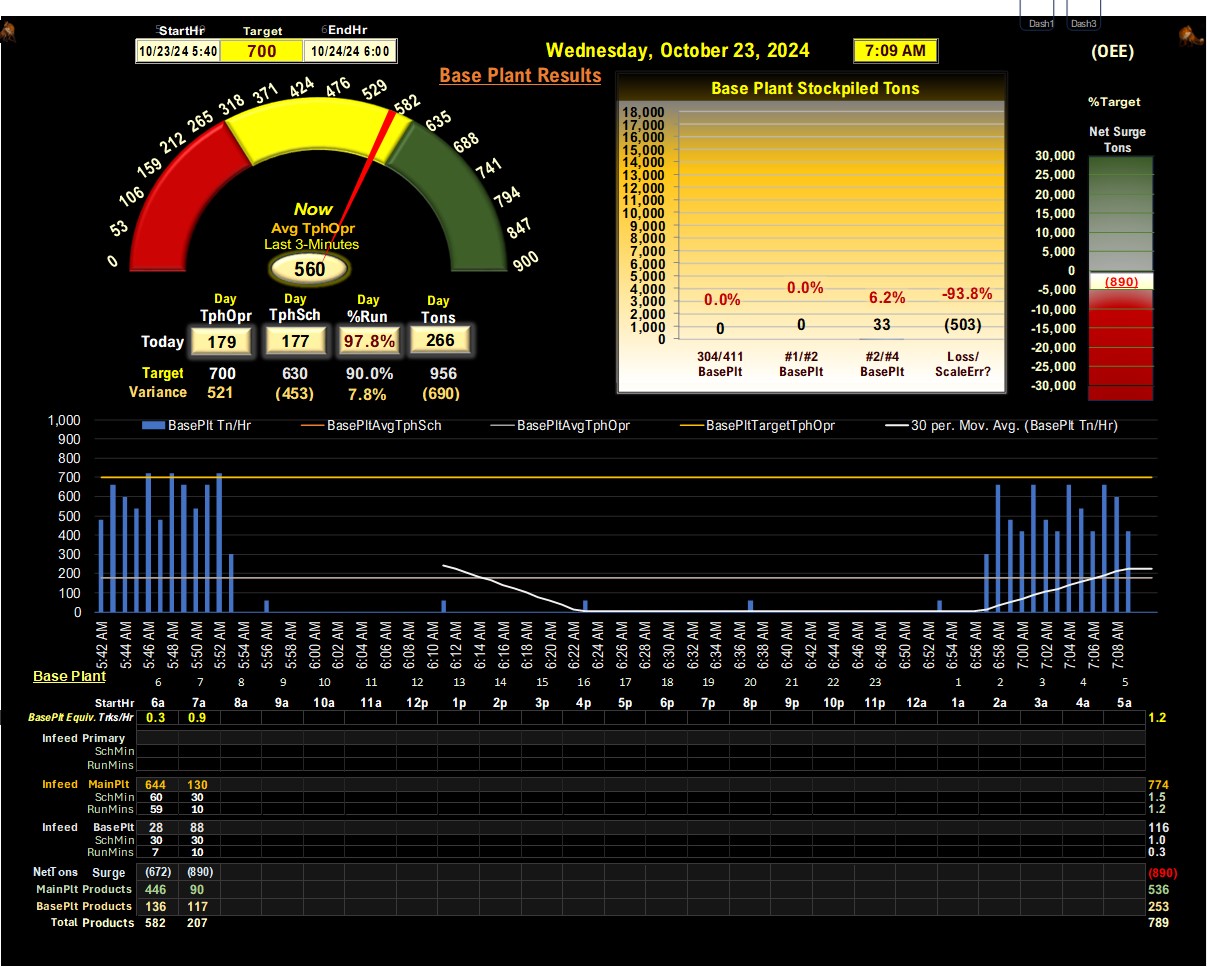 Dash1 Dash3
StartHr Target EndHr
10/23/24 5:40 700 10/24/24 6:00
Wednesday, October 23, 2024 7:09 AM (OEE)
Base Plant Results
0 53 106 159 212 265 318 371 424 476 529 582 635 688 741 794 847 900
Now
Avg TphOpr
Last 3-Minutes
560
Day Day Day Day
TphOpr TphSch %Run Tons
Today 179 177 97.8% 266
Target 700 630 90.0% 956
Variance 521 (453) 7.8% (690)
Base Plant Stockpiled Tons
18,000
17,000
16,000
15,000
14,000
13,000
12,000
11,000
10,000
9,000
8,000
7,000
6,000
5,000
4,000
3,000
2,000
1,000
0
0.0% 0.0% 6.2% -93.8%
0 0 33 (503)
304/411 #1/#2 #2/#4 Loss/
BasePlt BasePlt BasePlt ScaleErr?
%Target
Net Surge
Tons
30,000
25,000
20,000
15,000
10,000
5,000
0
(890)
-5,000
-10,000
-15,000
-20,000
-25,000
-30,000
BasePlt Tn/Hr BasePltAvgTphSch BasePltAvgTphOpr BasePltTargetTphOpr 30 per. Mov. Avg. (BasePlt Tn/Hr)
1,000
900
800
700
600
500
400
300
200
100
0
5:42 AM 5:44 AM 5:46 AM 5:48 AM 5:50 AM 5:52 AM 5:54 AM 5:56 AM 5:58 AM 6:00 AM 6:02 AM 6:04 AM 6:06 AM 6:08 AM 6:10 AM 6:12 AM 6:14 AM 6:16 AM 6:18 AM 6:20 AM 6:22 AM 6:24 AM 6:26 AM 6:28 AM 6:30 AM 6:32 AM 6:34 AM 6:36 AM 6:38 AM 6:40 AM 6:42 AM 6:44 AM 6:46 AM 6:48 AM 6:50 AM 6:52 AM 6:54 AM 6:56 AM 6:58 AM 7:00 AM 7:02 AM 7:04 AM 7:06 AM 7:08 AM
Base Plant
6 7 8 9 10 11 12 13 14 15 16 17 18 19 20 21 22 23 1 2 3 4 5
StartHr 6a 7a 8a 9a 10a 11a 12p 1p 2p 3p 4p 5p 6p 7p 8p 9p 10p 11p 12a 1a 2a 3a 4a 5a
BasePlt Equiv. Trks/Hr 0.3 0.9 1.2
Infeed Primary
SchMin
RunMins
Infeed MainPlt 644 130 774
SchMin 60 30 1.5
RunMins 59 10 1.2
Infeed BasePlt 28 88 116
SchMin 30 30 1.0
RunMins 7 10 0.3
NetTons Surge (672) (890) (890)
MainPlt Products 446 90 536
BasePlt Products 136 117 253
Total Products 582 207 789